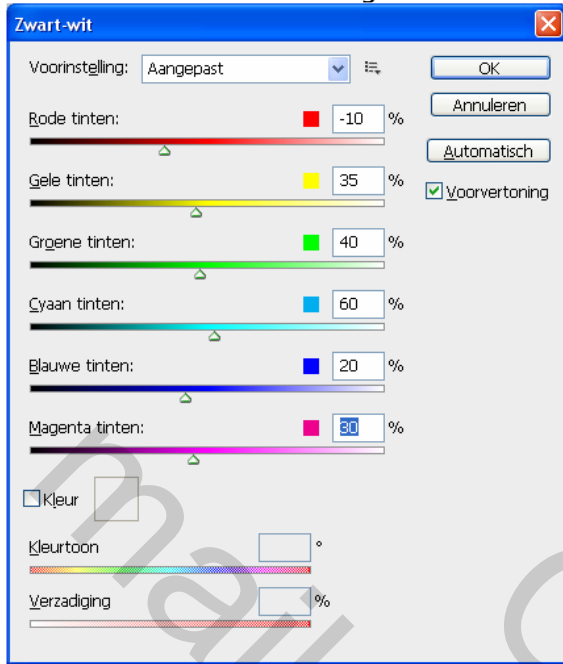 Zwart-wit
Voorinstelling: Aangepast
OK
Annuleren
Automatisch
Voorvertoning
Rode tinten: -10 %
Gele tinten: 35 %
Groene tinten: 40 %
Cyaan tinten: 60 %
Blauwe tinten: 20 %
Magenta tinten: 30 %
Kleur
Kleurtoon °
Verzadiging %
mail